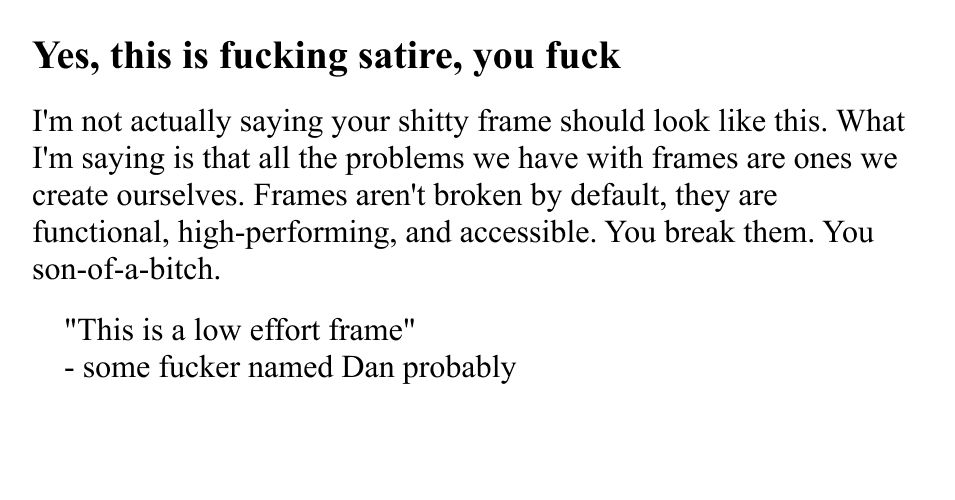 Yes, this is fucking satire, you fuck
I'm not actually saying your shitty frame should look like this. What
I'm saying is that all the problems we have with frames are ones we
create ourselves. Frames aren't broken by default, they are
functional, high-performing, and accessible. You break them. You
son-of-a-bitch.
"This is a low effort frame"
- some fucker named Dan probably